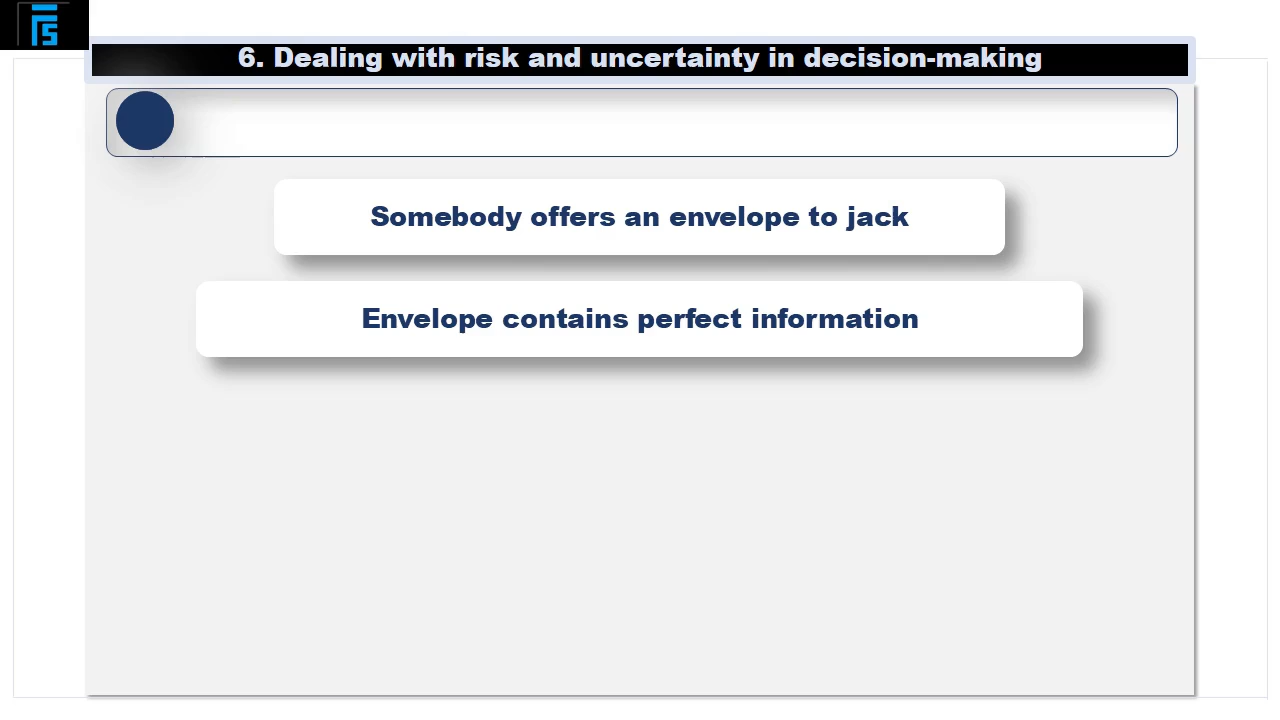 6. Dealing with risk and uncertainty in decision-making
Somebody offers an envelope to jack
Envelope contains perfect information